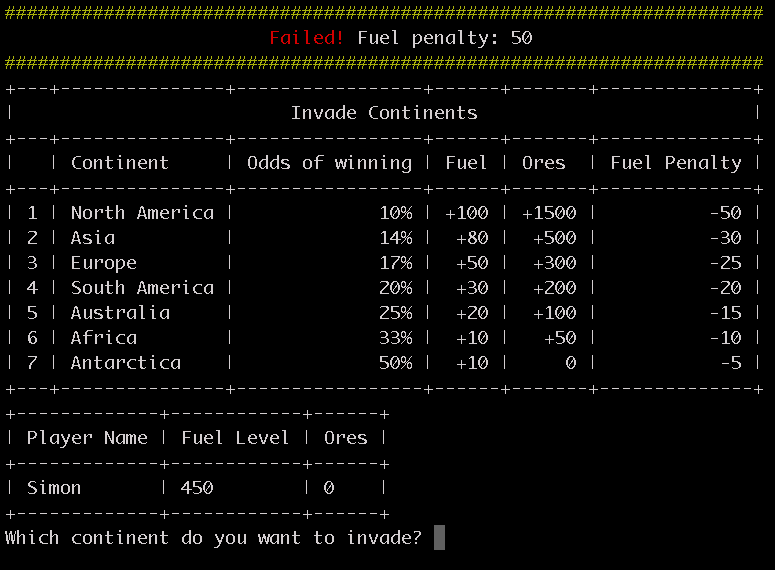 ######################################################################
Failed! Fuel penalty: 50
######################################################################
+---+---------------+-----------------+------+-------+--------------+
| Invade Continents |
+---+---------------+-----------------+------+-------+--------------+
| | Continent | Odds of winning | Fuel | Ores | Fuel Penalty |
+---+---------------+-----------------+------+-------+--------------+
| 1 | North America | 10% | +100 | +1500 | -50 |
| 2 | Asia | 14% | +80 | +500 | -30 |
| 3 | Europe | 17% | +50 | +300 | -25 |
| 4 | South America | 20% | +30 | +200 | -20 |
| 5 | Australia | 25% | +20 | +100 | -15 |
| 6 | Africa | 33% | +10 | +50 | -10 |
| 7 | Antarctica | 50% | +10 | 0 | -5 |
+---+---------------+-----------------+------+-------+--------------+
+-------------+------------+------+
| Player Name | Fuel Level | Ores |
+-------------+------------+------+
| Simon | 450 | 0 |
+-------------+------------+------+
Which continent do you want to invade?